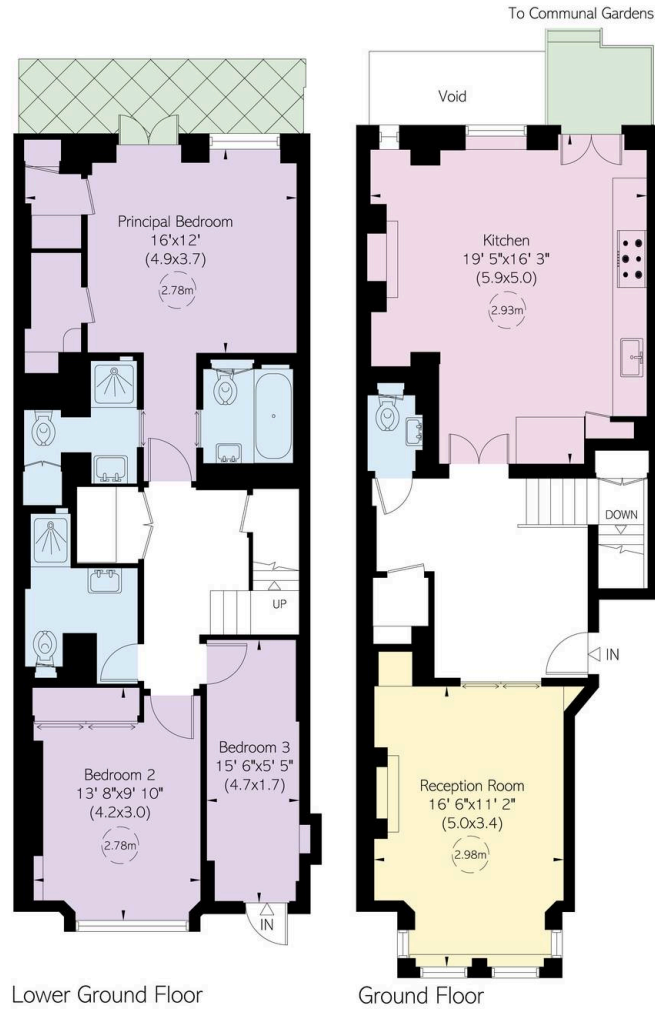 To Communal Gardens
Void
Principal Bedroom
16'x12'
(4.9x3.7)
2.78m
UP
Bedroom 2
13' 8"x9' 10"
(4.2x3.0)
2.78m
Bedroom 3
15' 6"x5' 5"
(4.7x1.7)
IN
Lower Ground Floor
Kitchen
19' 5"x16' 3"
(5.9x5.0)
2.93m
DOWN
IN
Reception Room
16' 6"x11' 2"
(5.0x3.4)
2.98m
Ground Floor